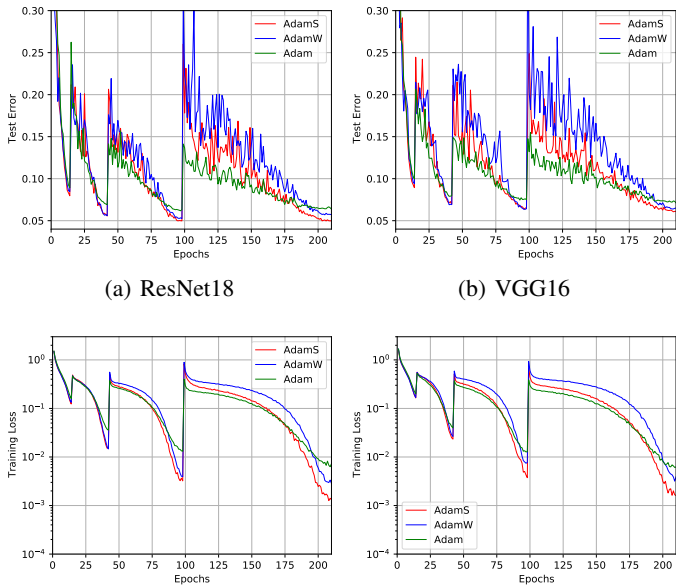 0.30
0.25
0.20
0.15
0.10
0.05
Test Error
0 25 50 75 100 125 150 175 200
Epochs
AdamS
AdamW
Adam
(a) ResNet18
0.30
0.25
0.20
0.15
0.10
0.05
Test Error
0 25 50 75 100 125 150 175 200
Epochs
AdamS
AdamW
Adam
(b) VGG16
10⁰
10⁻¹
10⁻²
10⁻³
10⁻⁴
Training Loss
0 25 50 75 100 125 150 175 200
Epochs
AdamS
AdamW
Adam
10⁰
10⁻¹
10⁻²
10⁻³
10⁻⁴
Training Loss
0 25 50 75 100 125 150 175 200
Epochs
AdamS
AdamW
Adam